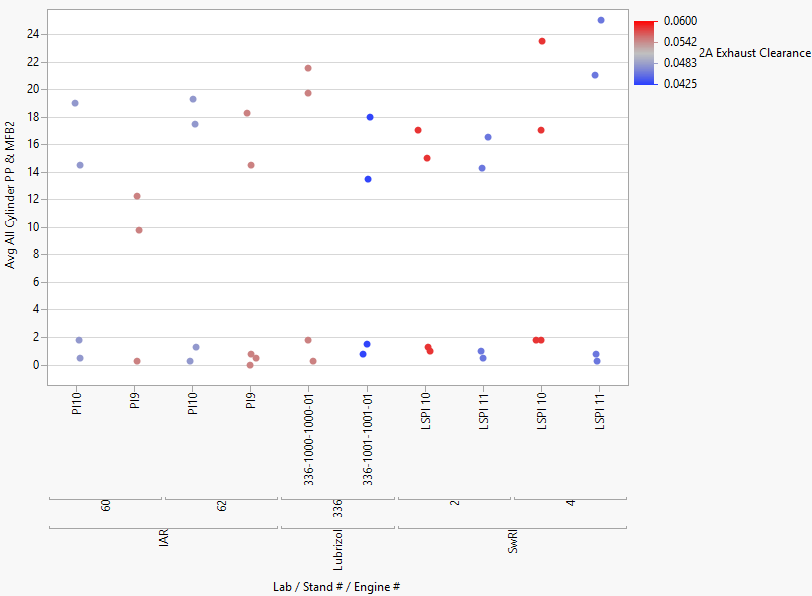 0.0600
0.0542
0.0483
0.0425
2A Exhaust Clearance
Avg All Cylinder PP & MFB2
24
22
20
18
16
14
12
10
8
6
4
2
0
PI10
PI9
PI10
PI9
336-1000-1000-01
336-1001-1001-01
LSPI 10
LSPI 11
LSPI 10
LSPI 11
60
62
336
2
4
IAR
Lubrizol
SwRI
Lab / Stand # / Engine #